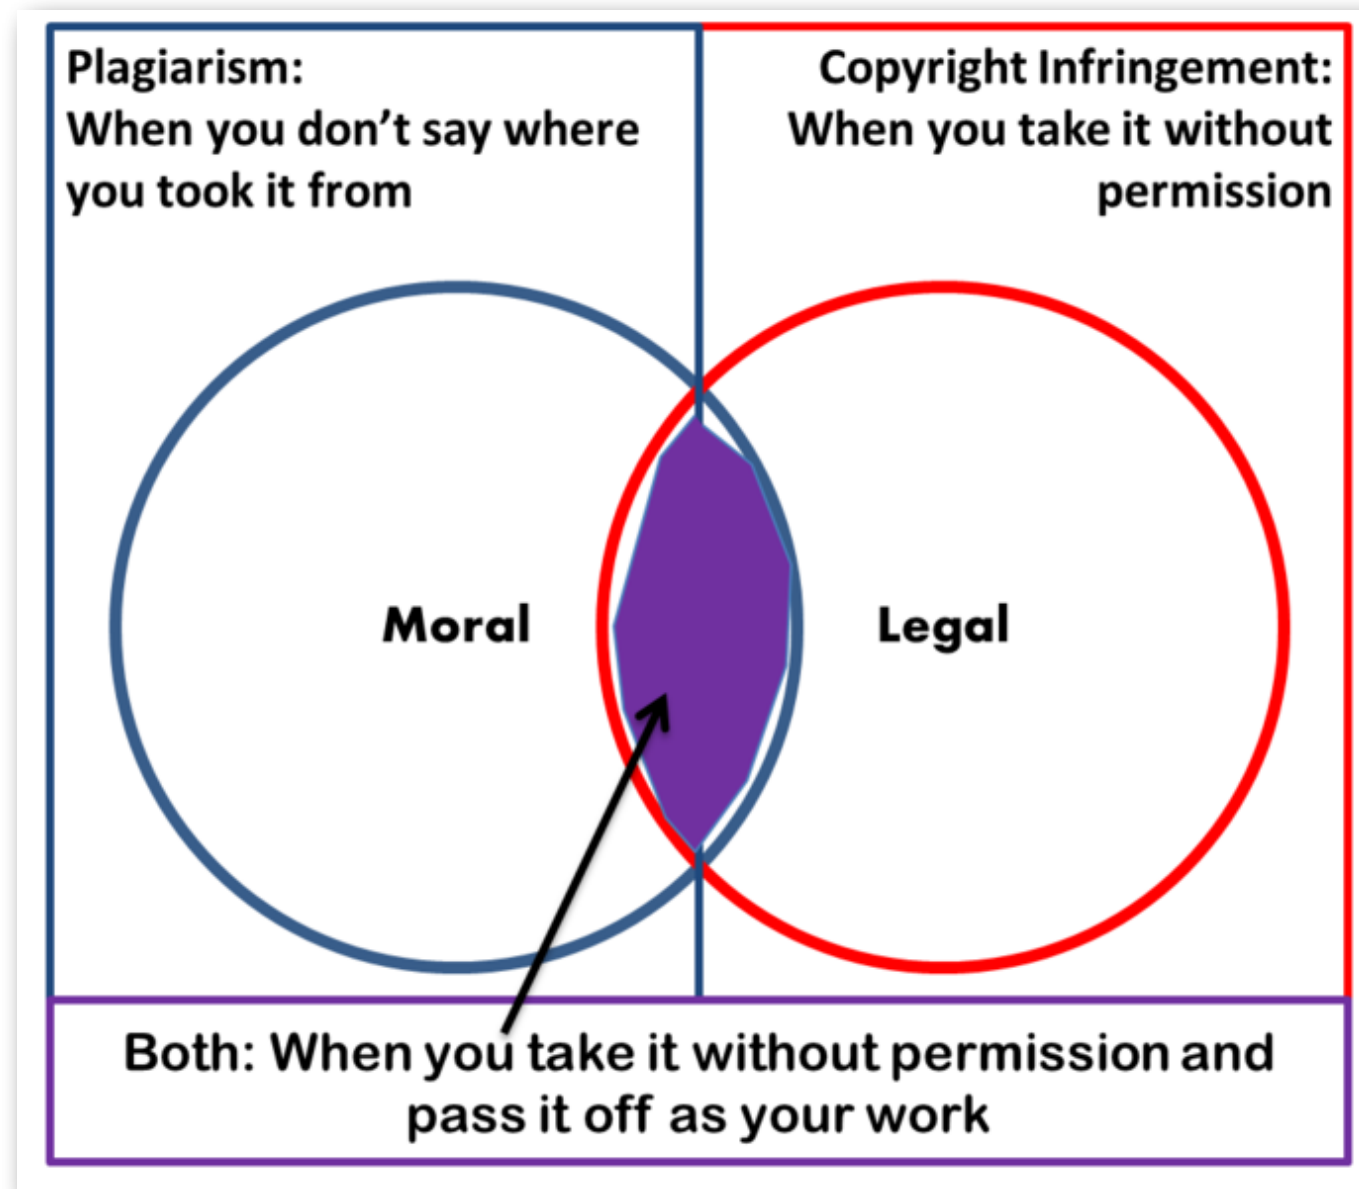 Plagiarism:
When you don’t say where
you took it from
Copyright Infringement:
When you take it without
permission
Moral
Legal
Both: When you take it without permission and
pass it off as your work